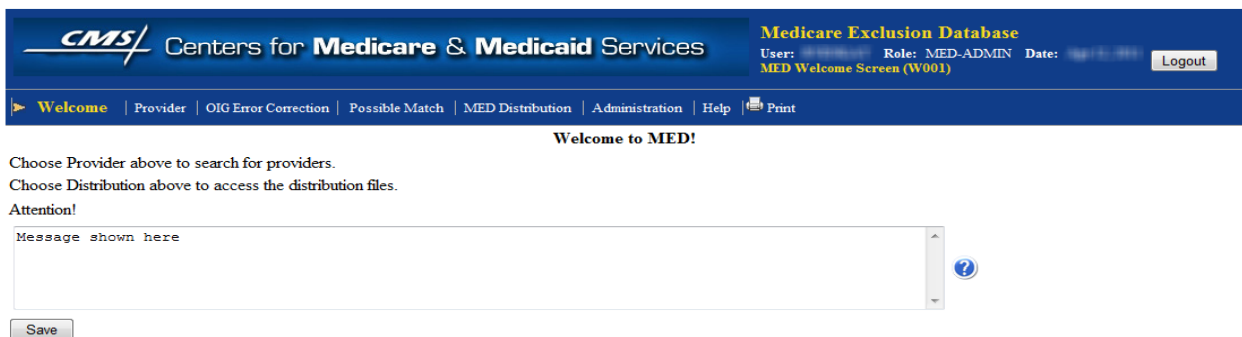 CMS Centers for Medicare & Medicaid Services
Medicare Exclusion Database
User: Role: MED-ADMIN Date:
MED Welcome Screen (W001)
Logout
Welcome | Provider | OIG Error Correction | Possible Match | MED Distribution | Administration | Help | Print
Welcome to MED!
Choose Provider above to search for providers.
Choose Distribution above to access the distribution files.
Attention!
Message shown here
?
Save